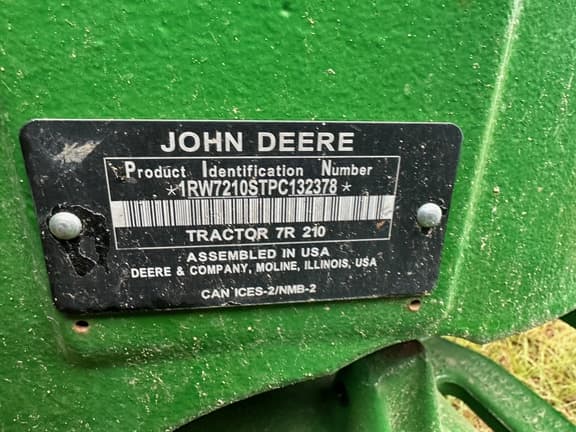 JOHN DEERE
Product Identification Number
*1RW7210STPC132378*
TRACTOR 7R 210
ASSEMBLED IN USA
DEERE & COMPANY, MOLINE, ILLINOIS, USA
CAN ICES-2/NMB-2